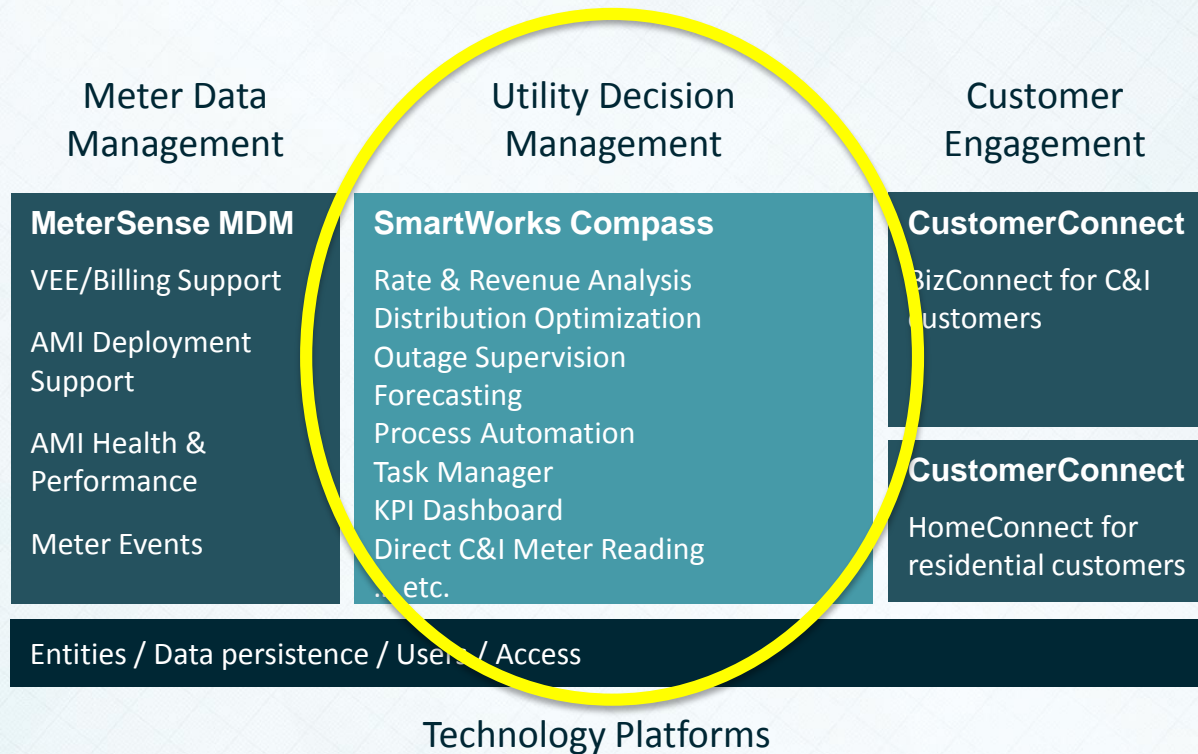 Meter Data
Management
Utility Decision
Management
Customer
Engagement
MeterSense MDM
VEE/Billing Support
AMI Deployment
Support
AMI Health &
Performance
Meter Events
SmartWorks Compass
Rate & Revenue Analysis
Distribution Optimization
Outage Supervision
Forecasting
Process Automation
Task Manager
KPI Dashboard
Direct C&I Meter Reading
... etc.
CustomerConnect
BizConnect for C&I
customers
CustomerConnect
HomeConnect for
residential customers
Entities / Data persistence / Users / Access
Technology Platforms